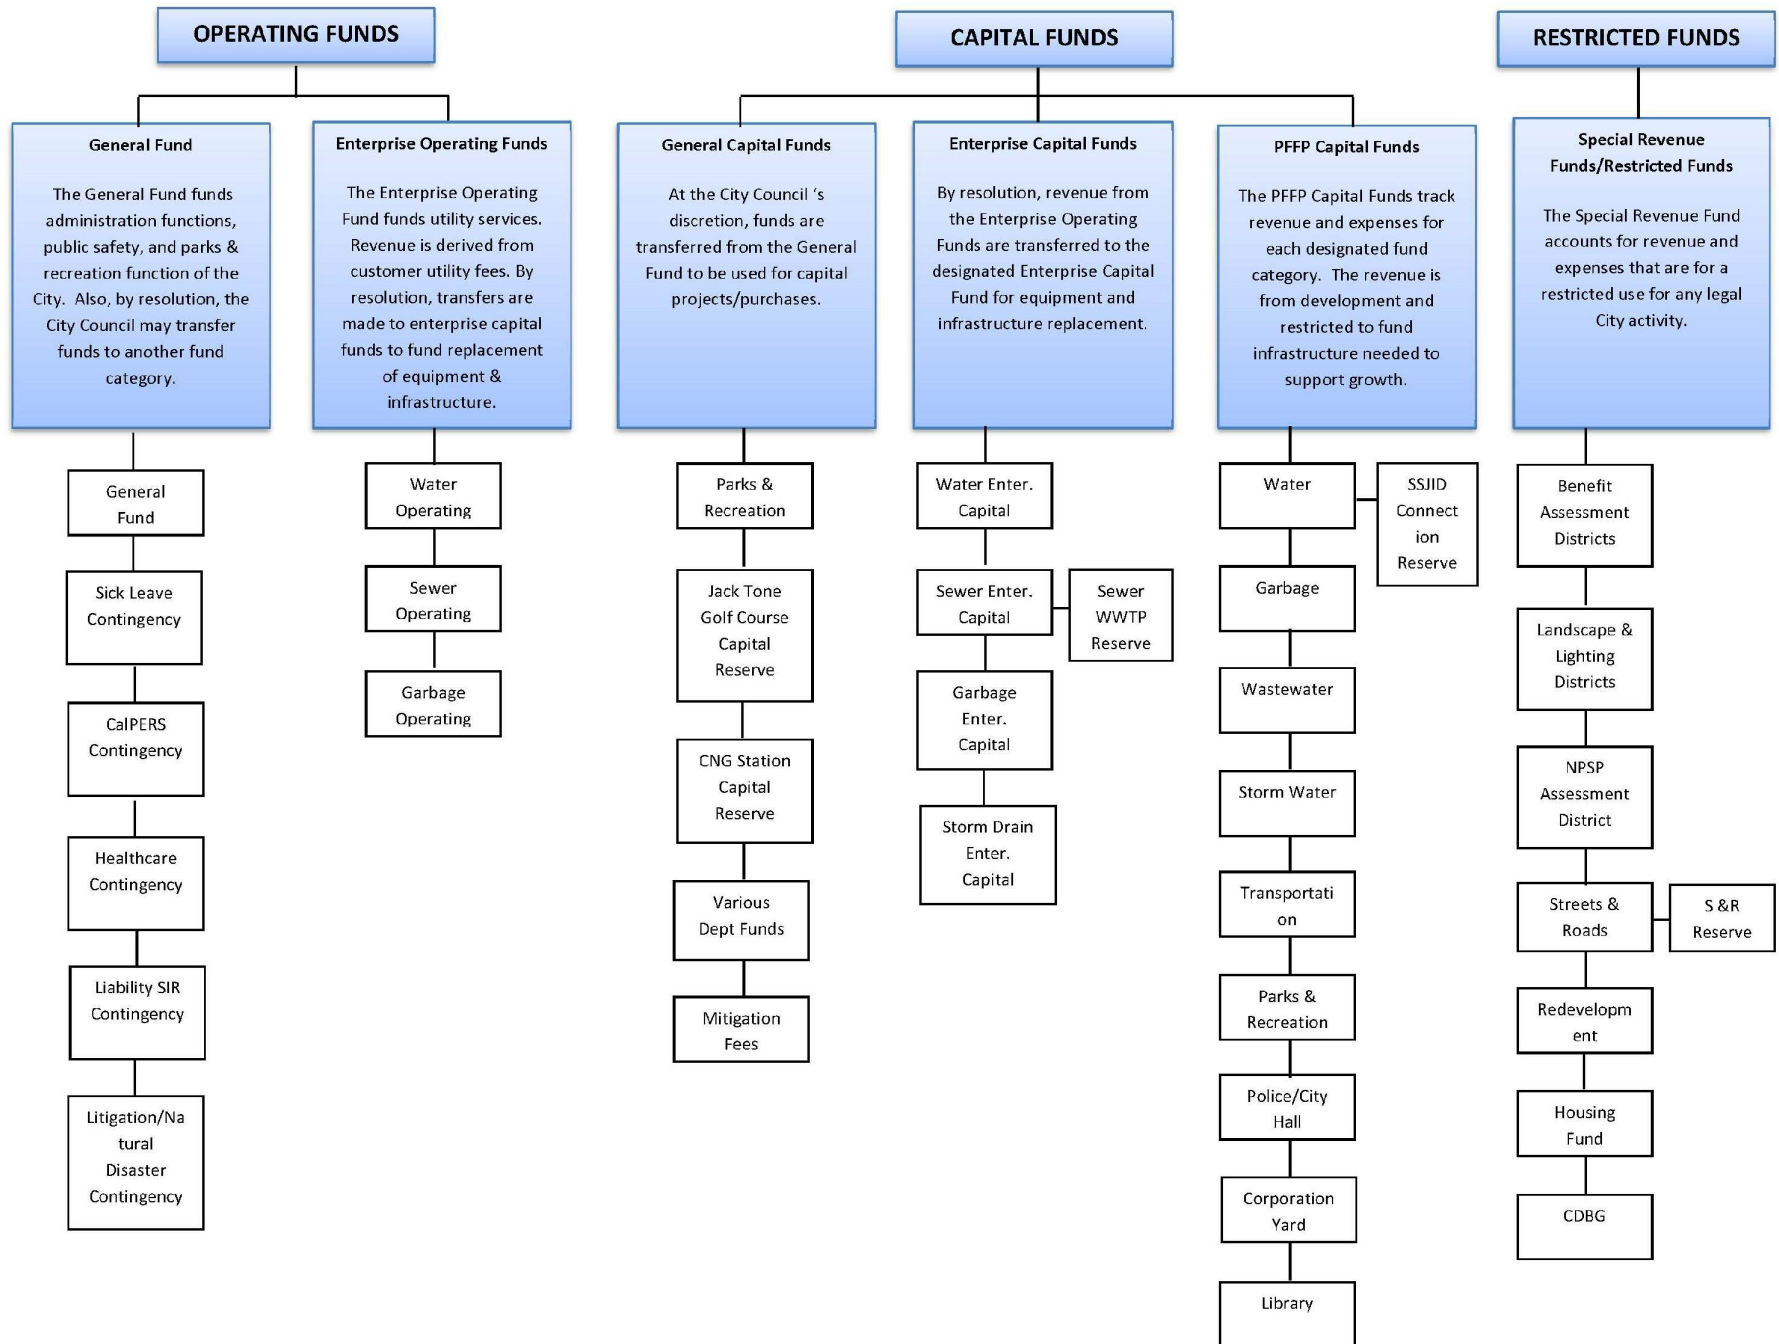 OPERATING FUNDS
CAPITAL FUNDS
RESTRICTED FUNDS
General Fund
The General Fund funds
administration functions,
public safety, and parks &
recreation function of the
City.  Also, by resolution, the
City Council may transfer
funds to another fund
category.
Enterprise Operating Funds
The Enterprise Operating
Fund funds utility services.
Revenue is derived from
customer utility fees. By
resolution, transfers are
made to enterprise capital
funds to fund replacement
of equipment &
infrastructure.
General Capital Funds
At the City Council ‘s
discretion, funds are
transferred from the General
Fund to be used for capital
projects/purchases.
Enterprise Capital Funds
By resolution, revenue from
the Enterprise Operating
Funds are transferred to the
designated Enterprise Capital
Fund for equipment and
infrastructure replacement.
PFFP Capital Funds
The PFFP Capital Funds track
revenue and expenses for
each designated fund
category.  The revenue is
from development and
restricted to fund
infrastructure needed to
support growth.
Special Revenue
Funds/Restricted Funds
The Special Revenue Fund
accounts for revenue and
expenses that are for a
restricted use for any legal
City activity.
General
Fund
Sick Leave
Contingency
CalPERS
Contingency
Healthcare
Contingency
Liability SIR
Contingency
Litigation/Na
tural
Disaster
Contingency
Water
Operating
Sewer
Operating
Garbage
Operating
Parks &
Recreation
Jack Tone
Golf Course
Capital
Reserve
CNG Station
Capital
Reserve
Various
Dept Funds
Mitigation
Fees
Water Enter.
Capital
Sewer Enter.
Capital
Sewer
WWTP
Reserve
Garbage
Enter.
Capital
Storm Drain
Enter.
Capital
Water
SSJID
Connect
ion
Reserve
Garbage
Wastewater
Storm Water
Transportati
on
Parks &
Recreation
Police/City
Hall
Corporation
Yard
Library
Benefit
Assessment
Districts
Landscape &
Lighting
Districts
NPSP
Assessment
District
Streets &
Roads
S &R
Reserve
Redevelopm
ent
Housing
Fund
CDBG